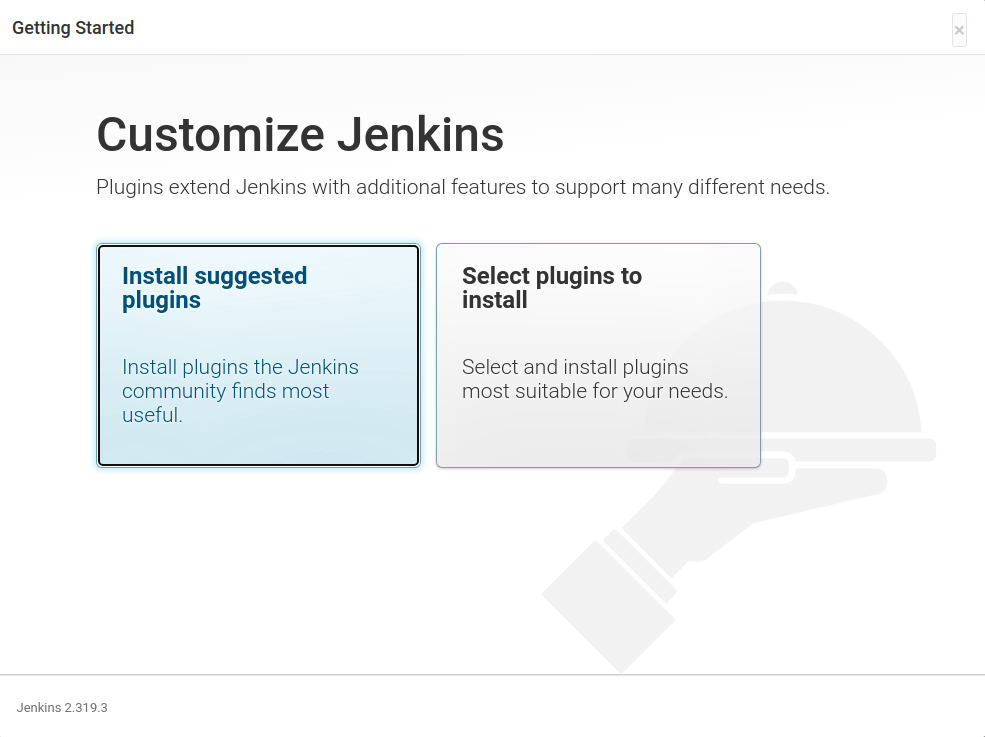 Getting Started
×
Customize Jenkins
Plugins extend Jenkins with additional features to support many different needs.
Install suggested
plugins
Install plugins the Jenkins
community finds most
useful.
Select plugins to
install
Select and install plugins
most suitable for your needs.
Jenkins 2.319.3